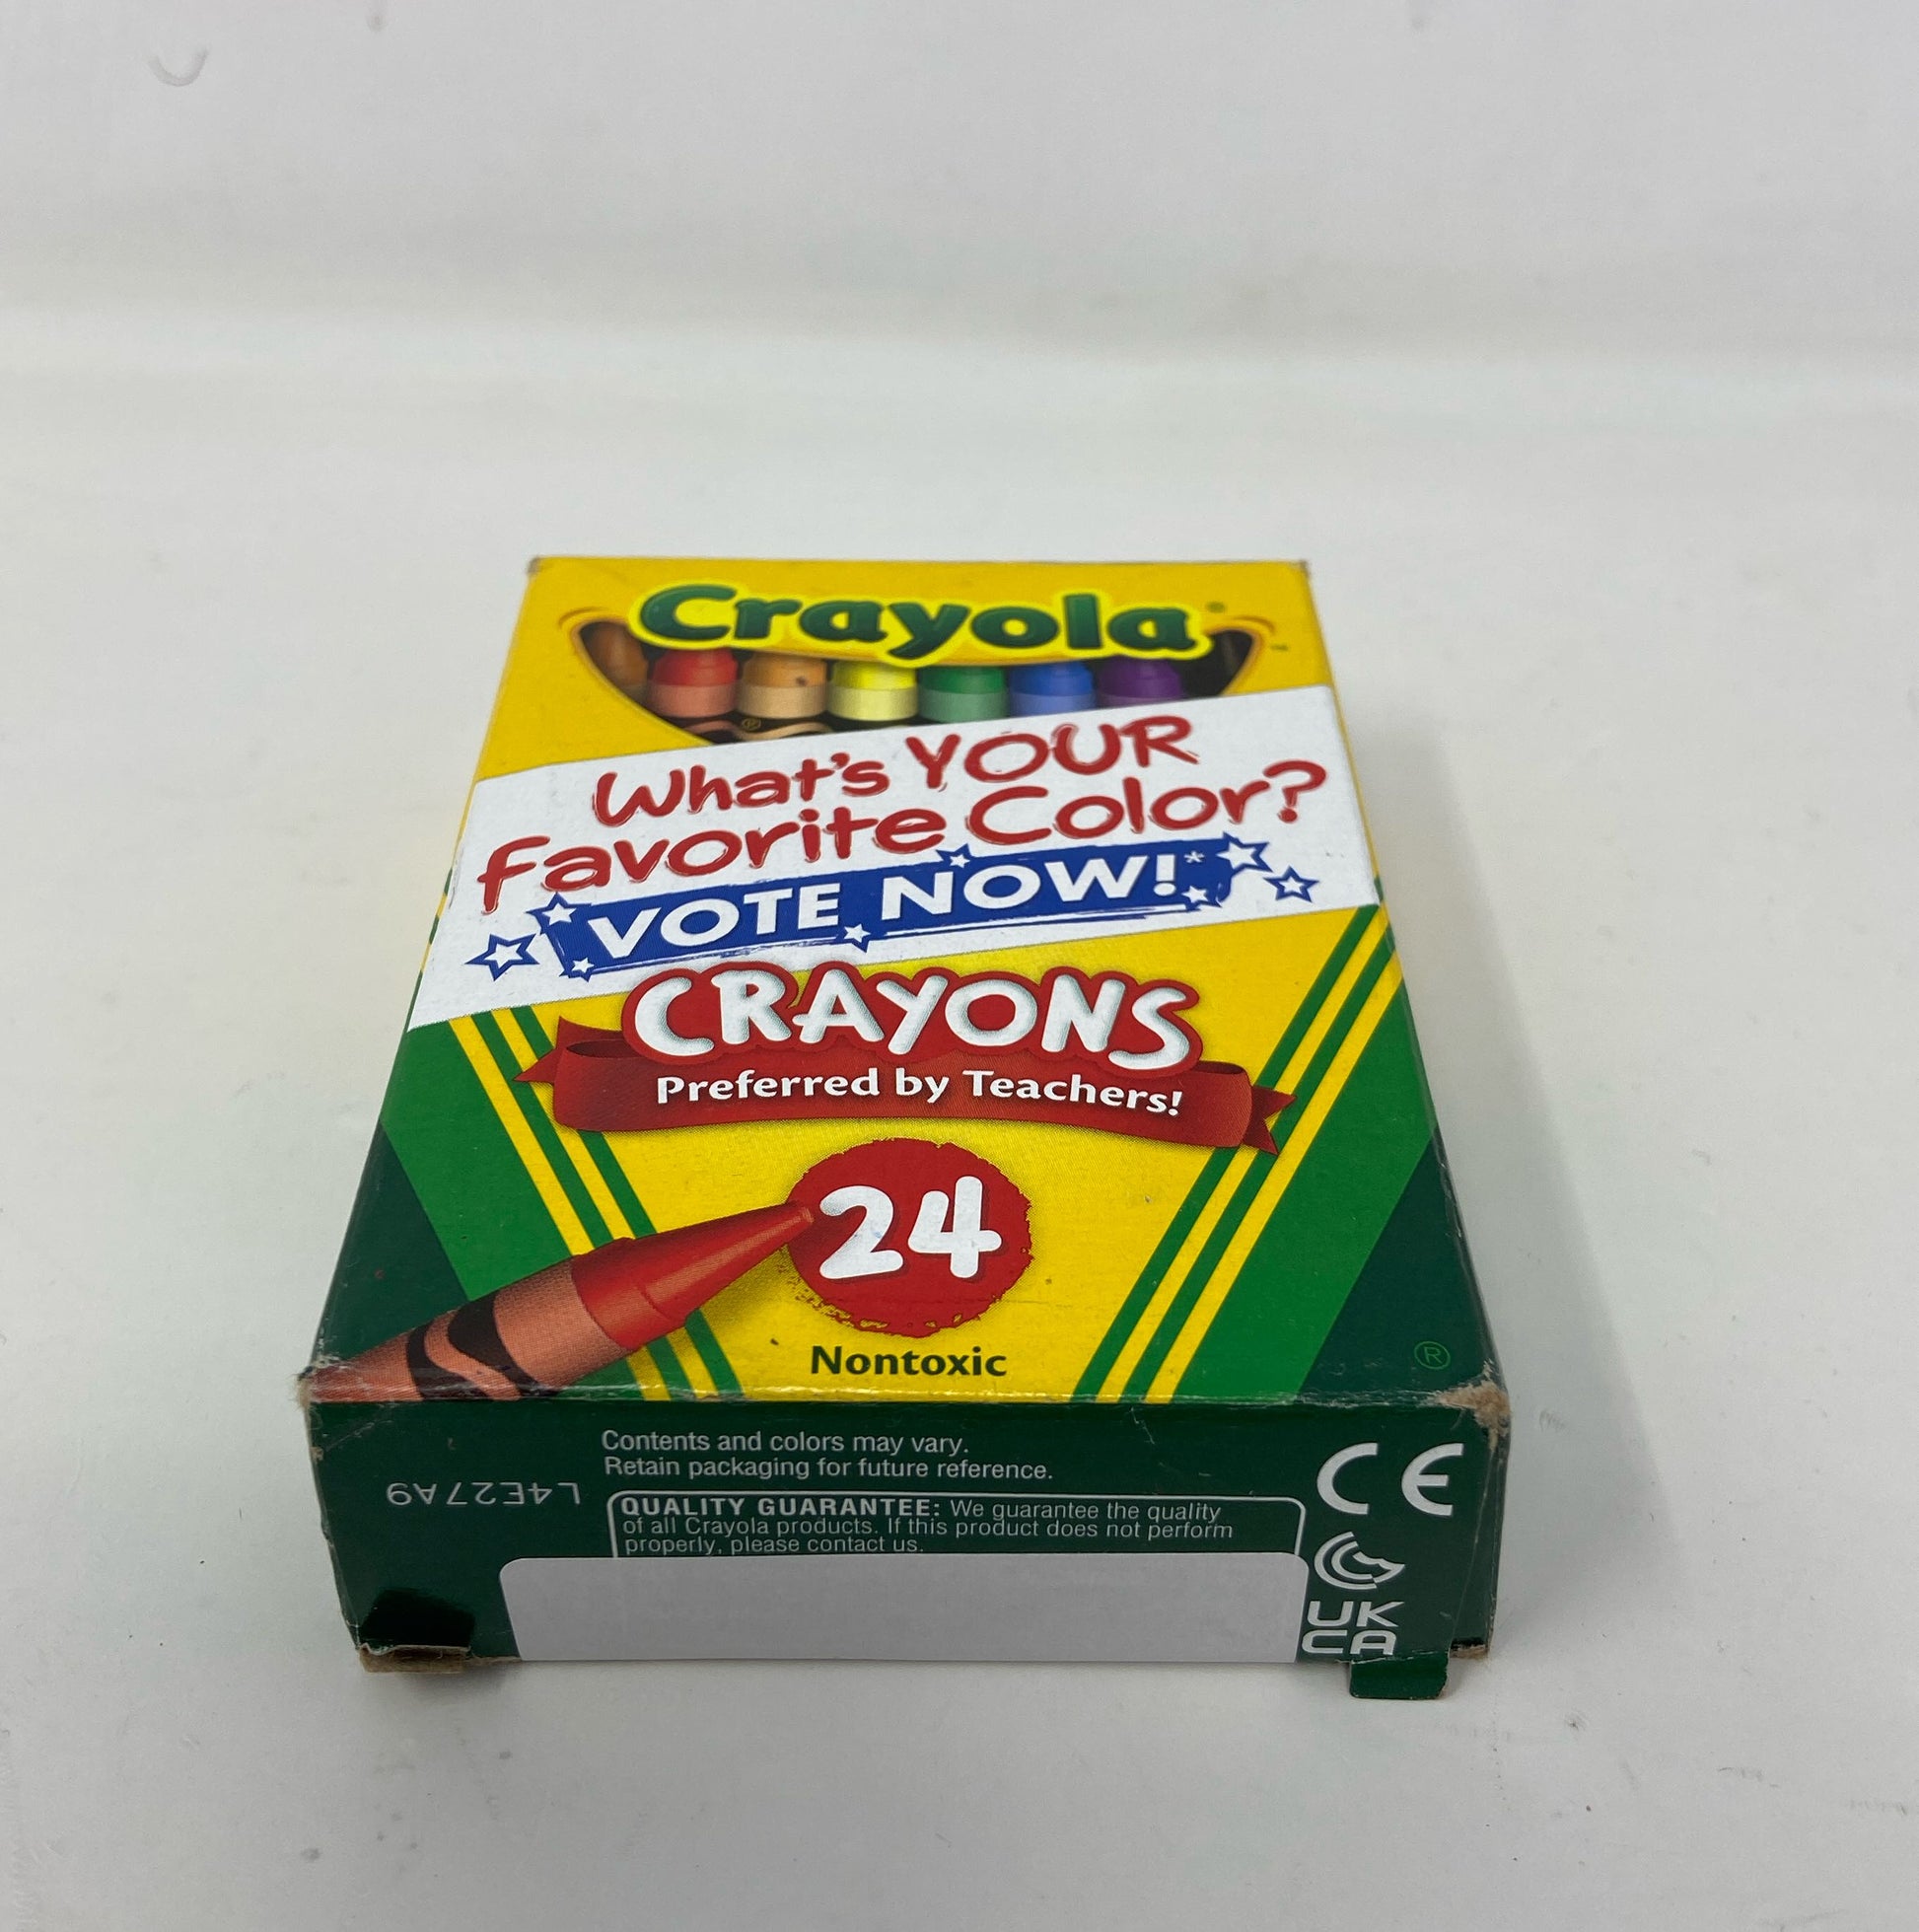 Crayola®
™
What's YOUR
Favorite Color?
VOTE NOW!*
CRAYONS
Preferred by Teachers!
24
Nontoxic
®
Contents and colors may vary.
Retain packaging for future reference.
L4E27A9
QUALITY GUARANTEE: We guarantee the quality
of all Crayola products. If this product does not perform
properly, please contact us.
CE
UK
CA